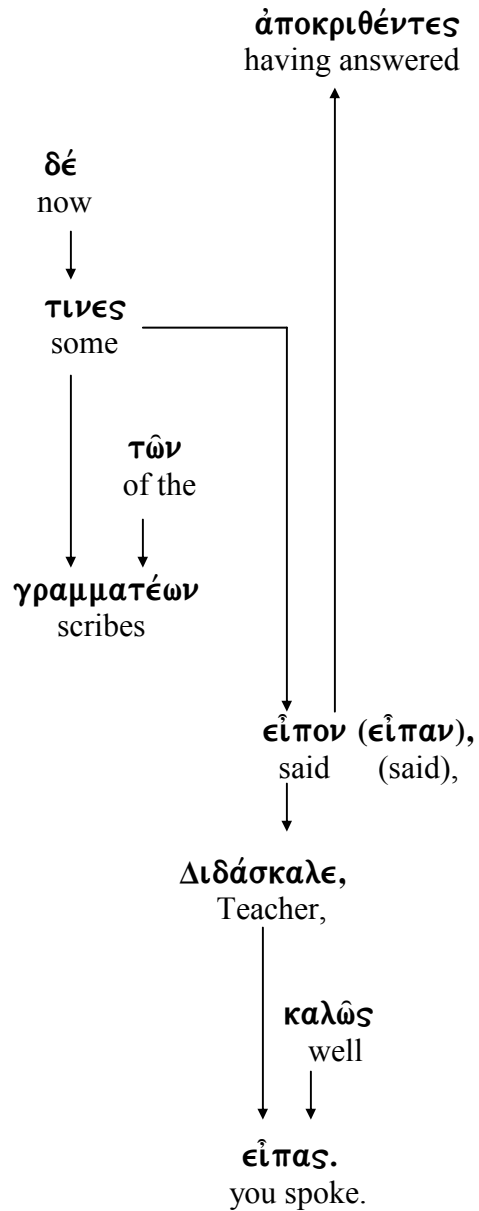 ἀποκριθέντες
having answered
δέ
now
τινες
some
τῶν
of the
γραμματέων
scribes
εἶπον (εἶπαν),
said (said),
Διδάσκαλε,
Teacher,
καλῶς
well
εἶπας.
you spoke.